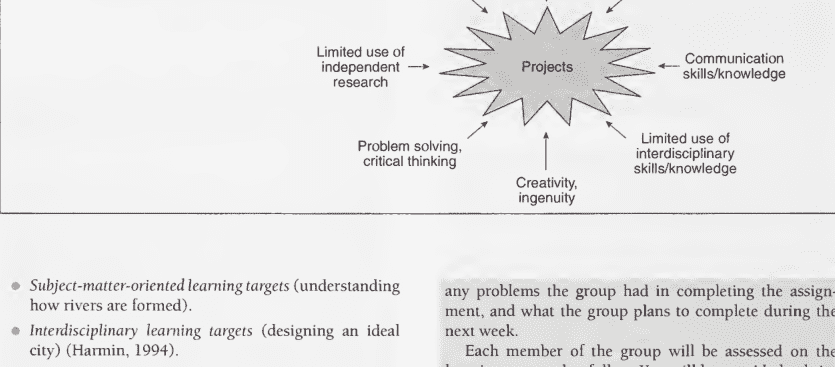 Limited use of
independent
research
Projects
Communication
skills/knowledge
Problem solving,
critical thinking
Limited use of
interdisciplinary
skills/knowledge
Creativity,
ingenuity
Subject-matter-oriented learning targets (understanding
how rivers are formed).
Interdisciplinary learning targets (designing an ideal
city) (Harmin, 1994).
any problems the group had in completing the assign-
ment, and what the group plans to complete during the
next week.
Each member of the group will be assessed on the